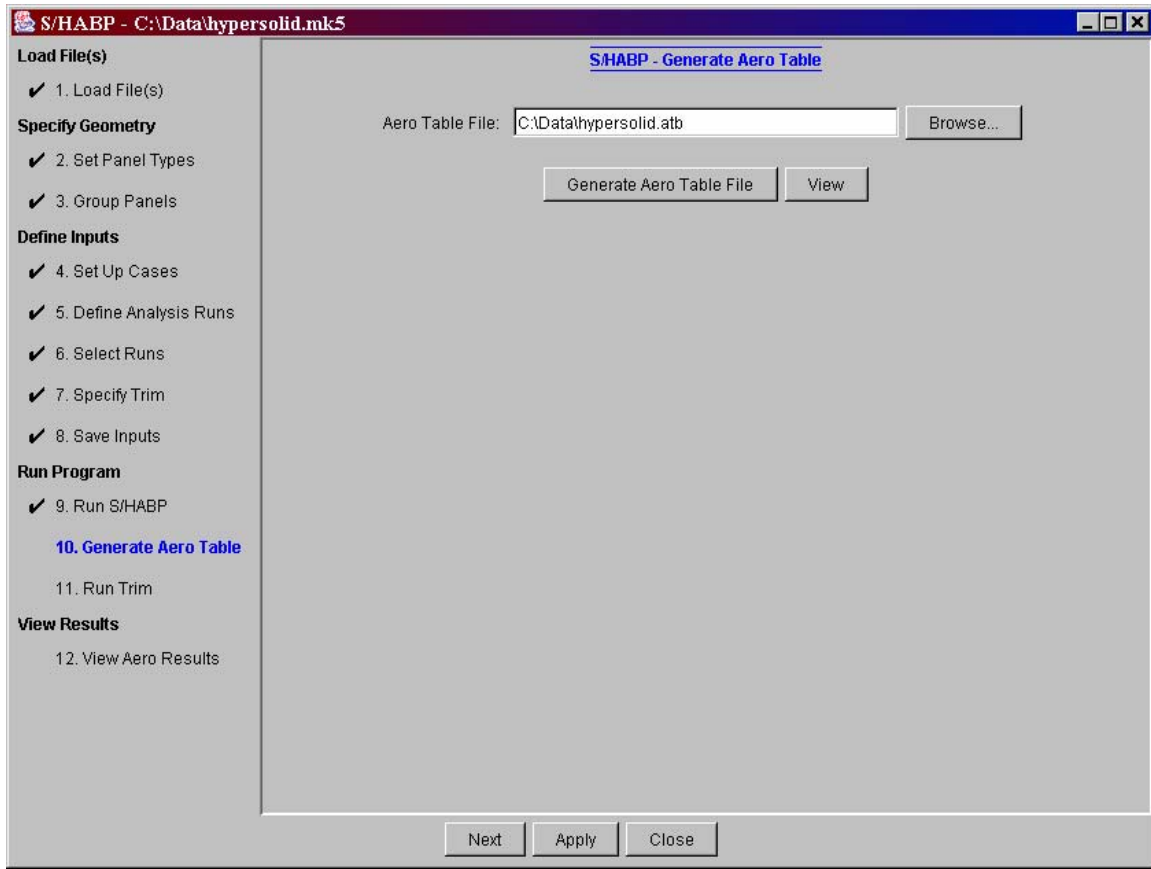 S/HABP - C:\Data\hypersolid.mk5
Load File(s)
✔ 1. Load File(s)
Specify Geometry
✔ 2. Set Panel Types
✔ 3. Group Panels
Define Inputs
✔ 4. Set Up Cases
✔ 5. Define Analysis Runs
✔ 6. Select Runs
✔ 7. Specify Trim
✔ 8. Save Inputs
Run Program
✔ 9. Run S/HABP
10. Generate Aero Table
11. Run Trim
View Results
12. View Aero Results
S/HABP - Generate Aero Table
Aero Table File: C:\Data\hypersolid.atb Browse...
Generate Aero Table File View
Next Apply Close